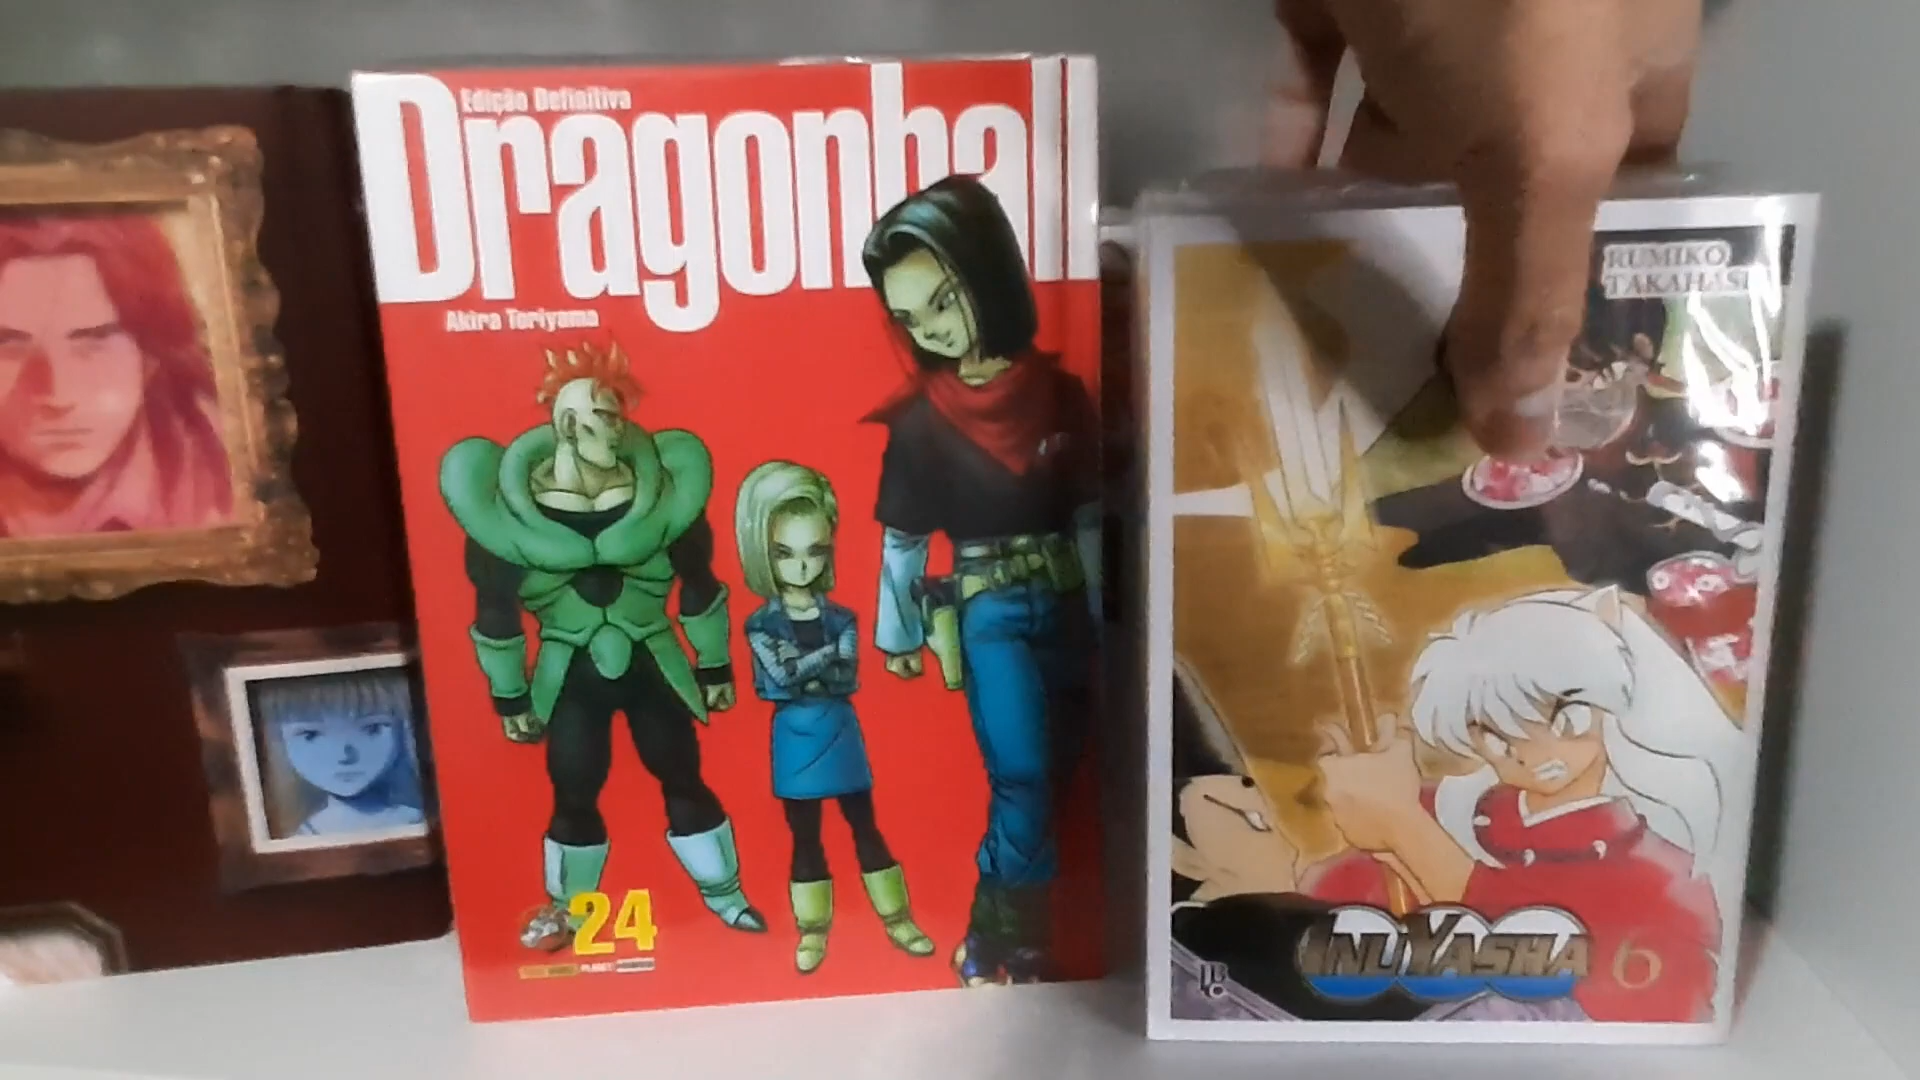 Edição Definitiva
Dragonball
Akira Toriyama
24
RUMIKO
TAKAHASHI
INUYASHA 6